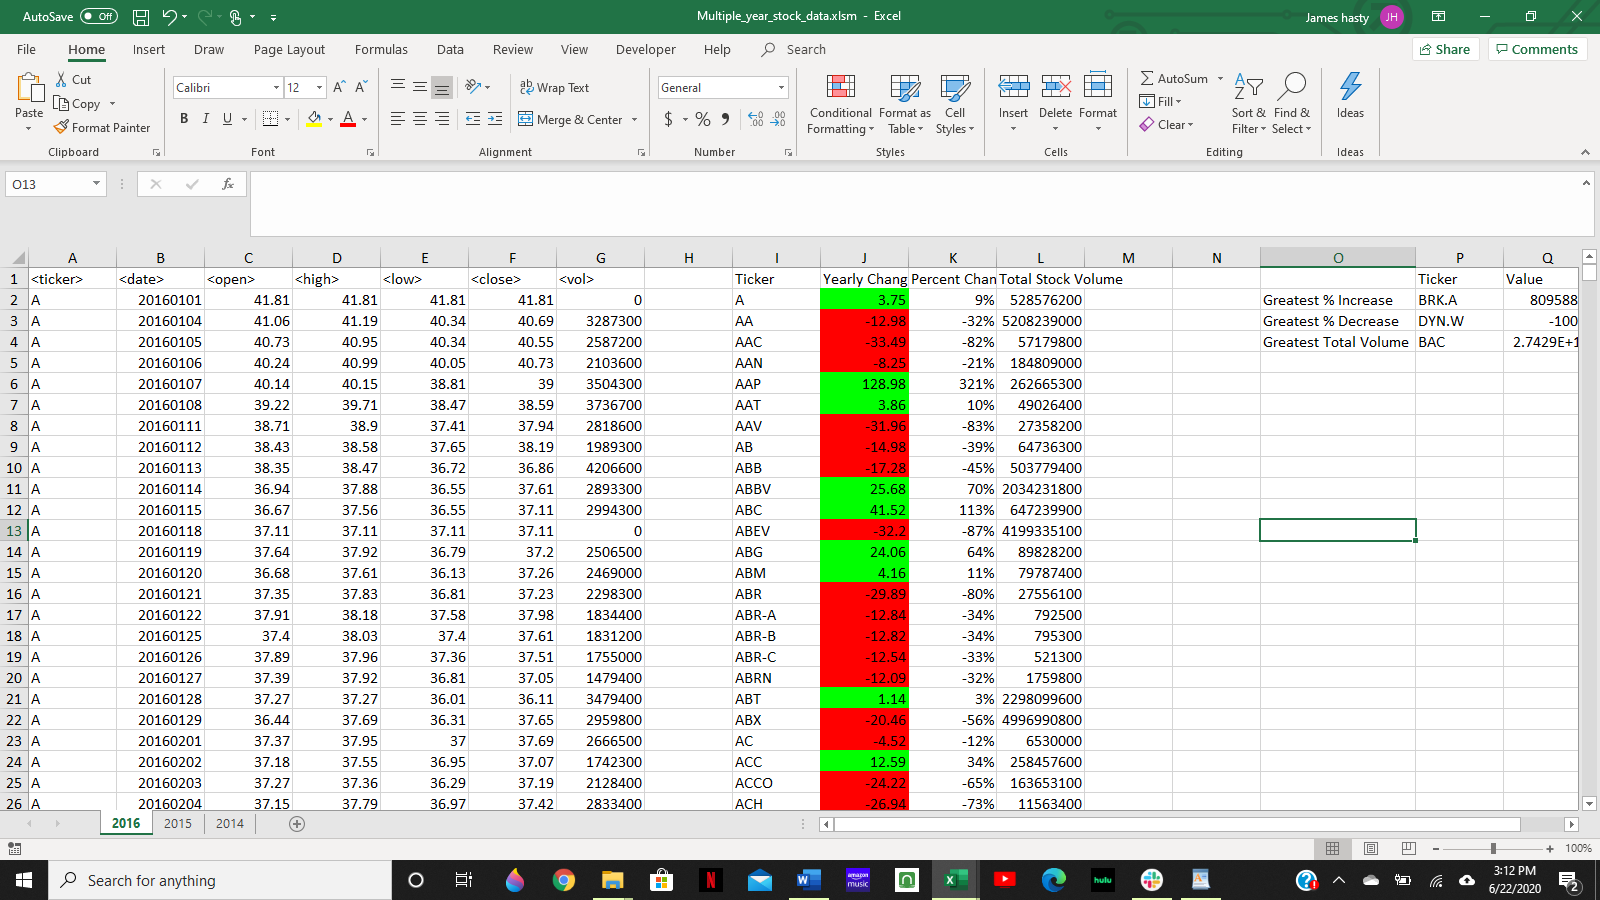 AutoSave Off Multiple_year_stock_data.xlsm - Excel James hasty JH
File Home Insert Draw Page Layout Formulas Data Review View Developer Help Search Share Comments
Paste Cut Copy Format Painter Clipboard
Calibri 12 A A B I U A Font
ab Wrap Text Merge & Center Alignment
General $ % 9 Number
Conditional Formatting Format as Table Cell Styles Styles
Insert Delete Format Cells
AutoSum Fill Clear Sort & Filter Find & Select Editing
Ideas Ideas
O13 fx
A B C D E F G H I J K L M N O P Q
1 <ticker> <date> <open> <high> <low> <close> <vol> Ticker Yearly Chang Percent Chan Total Stock Volume Ticker Value
2 A 20160101 41.81 41.81 41.81 41.81 0 A 3.75 9% 528576200 Greatest % Increase BRK.A 809588
3 A 20160104 41.06 41.19 40.34 40.69 3287300 AA -12.98 -32% 5208239000 Greatest % Decrease DYN.W -100
4 A 20160105 40.73 40.95 40.34 40.55 2587200 AAC -33.49 -82% 57179800 Greatest Total Volume BAC 2.7429E+1
5 A 20160106 40.24 40.99 40.05 40.73 2103600 AAN -8.25 -21% 184809000
6 A 20160107 40.14 40.15 38.81 39 3504300 AAP 128.98 321% 262665300
7 A 20160108 39.22 39.71 38.47 38.59 3736700 AAT 3.86 10% 49026400
8 A 20160111 38.71 38.9 37.41 37.94 2818600 AAV -31.96 -83% 27358200
9 A 20160112 38.43 38.58 37.65 38.19 1989300 AB -14.98 -39% 64736300
10 A 20160113 38.35 38.47 36.72 36.86 4206600 ABB -17.28 -45% 503779400
11 A 20160114 36.94 37.88 36.55 37.61 2893300 ABBV 25.68 70% 2034231800
12 A 20160115 36.67 37.56 36.55 37.11 2994300 ABC 41.52 113% 647239900
13 A 20160118 37.11 37.11 37.11 37.11 0 ABEV -32.2 -87% 4199335100
14 A 20160119 37.64 37.92 36.79 37.2 2506500 ABG 24.06 64% 89828200
15 A 20160120 36.68 37.61 36.13 37.26 2469000 ABM 4.16 11% 79787400
16 A 20160121 37.35 37.83 36.81 37.23 2298300 ABR -29.89 -80% 27556100
17 A 20160122 37.91 38.18 37.58 37.98 1834400 ABR-A -12.84 -34% 792500
18 A 20160125 37.4 38.03 37.4 37.61 1831200 ABR-B -12.82 -34% 795300
19 A 20160126 37.89 37.96 37.36 37.51 1755000 ABR-C -12.54 -33% 521300
20 A 20160127 37.39 37.92 36.81 37.05 1479400 ABRN -12.09 -32% 1759800
21 A 20160128 37.27 37.27 36.01 36.11 3479400 ABT 1.14 3% 2298099600
22 A 20160129 36.44 37.69 36.31 37.65 2959800 ABX -20.46 -56% 4996990800
23 A 20160201 37.37 37.95 37 37.69 2666500 AC -4.52 -12% 6530000
24 A 20160202 37.18 37.55 36.95 37.07 1742300 ACC 12.59 34% 258457600
25 A 20160203 37.27 37.36 36.29 37.19 2128400 ACCO -24.22 -65% 163653100
26 A 20160204 37.15 37.79 36.97 37.42 2833400 ACH -26.94 -73% 11563400
2016 2015 2014
100%
Search for anything N W amazon music n X hulu 3:12 PM
6/22/2020 2